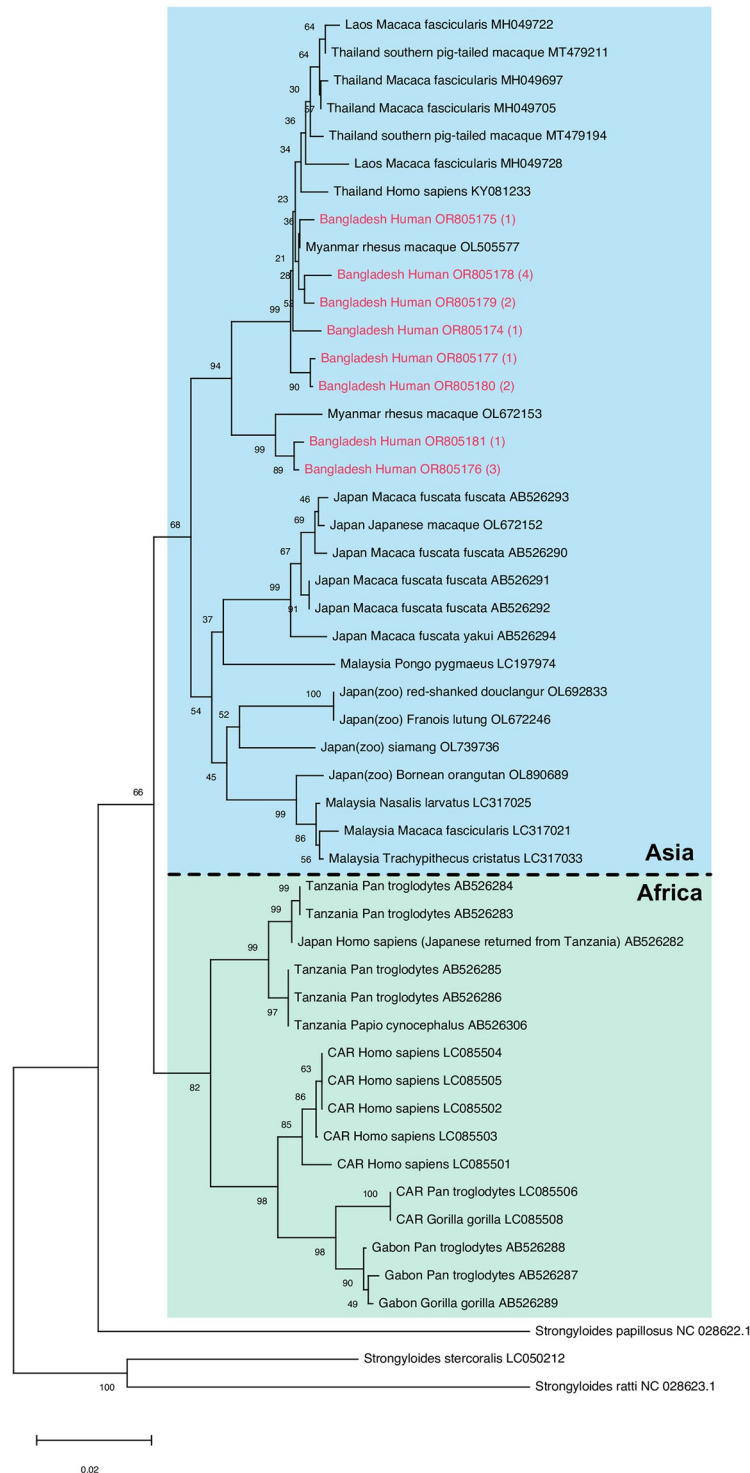 64
Laos Macaca fascicularis MH049722
64
Thailand southern pig-tailed macaque MT479211
Thailand Macaca fascicularis MH049697
30
57
Thailand Macaca fascicularis MH049705
36
Thailand southern pig-tailed macaque MT479194
34
Laos Macaca fascicularis MH049728
Thailand Homo sapiens KY081233
23
36
Bangladesh Human OR805175 (1)
Myanmar rhesus macaque OL505577
21
28
Bangladesh Human OR805178 (4)
Bangladesh Human OR805179 (2)
99
Bangladesh Human OR805174 (1)
Bangladesh Human OR805177 (1)
94
90
Bangladesh Human OR805180 (2)
Myanmar rhesus macaque OL672153
Bangladesh Human OR805181 (1)
99
89
Bangladesh Human OR805176 (3)
46
Japan Macaca fuscata fuscata AB526293
68
69
Japan Japanese macaque OL672152
67
Japan Macaca fuscata fuscata AB526290
99
Japan Macaca fuscata fuscata AB526291
91
Japan Macaca fuscata fuscata AB526292
37
Japan Macaca fuscata yakui AB526294
Malaysia Pongo pygmaeus LC197974
100
Japan(zoo) red-shanked douclangur OL692833
54
52
Japan(zoo) Franois lutung OL672246
Japan(zoo) siamang OL739736
45
Japan(zoo) Bornean orangutan OL890689
66
99
Malaysia Nasalis larvatus LC317025
86
Malaysia Macaca fascicularis LC317021
56
Malaysia Trachypithecus cristatus LC317033
Asia
Africa
99
Tanzania Pan troglodytes AB526284
99
Tanzania Pan troglodytes AB526283
99
Japan Homo sapiens (Japanese returned from Tanzania) AB526282
Tanzania Pan troglodytes AB526285
97
Tanzania Pan troglodytes AB526286
Tanzania Papio cynocephalus AB526306
CAR Homo sapiens LC085504
63
82
CAR Homo sapiens LC085505
86
CAR Homo sapiens LC085502
85
CAR Homo sapiens LC085503
CAR Homo sapiens LC085501
98
100
CAR Pan troglodytes LC085506
CAR Gorilla gorilla LC085508
98
Gabon Pan troglodytes AB526288
90
Gabon Pan troglodytes AB526287
49
Gabon Gorilla gorilla AB526289
Strongyloides papillosus NC 028622.1
Strongyloides stercoralis LC050212
100
Strongyloides ratti NC 028623.1
0.02